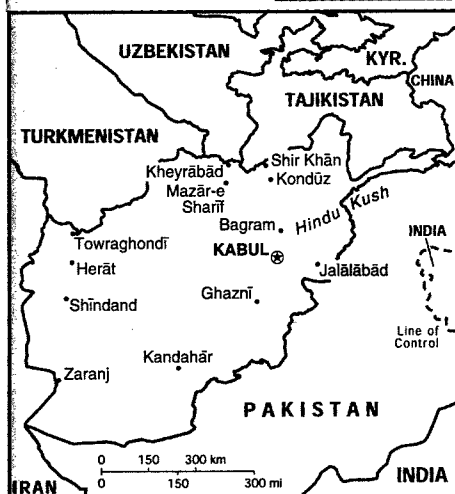 UZBEKISTAN
KYR.
CHINA
TAJIKISTAN
TURKMENISTAN
Kheyrābād
Shir Khān
Mazār-e
Sharīf
Kondūz
Hindu Kush
Bagram
INDIA
Towraghondī
KABUL
Herāt
Jalālābād
Shīndand
Ghaznī
Line of
Control
Kandahār
Zaranj
PAKISTAN
0 150 300 km
0 150 300 mi
IRAN
INDIA